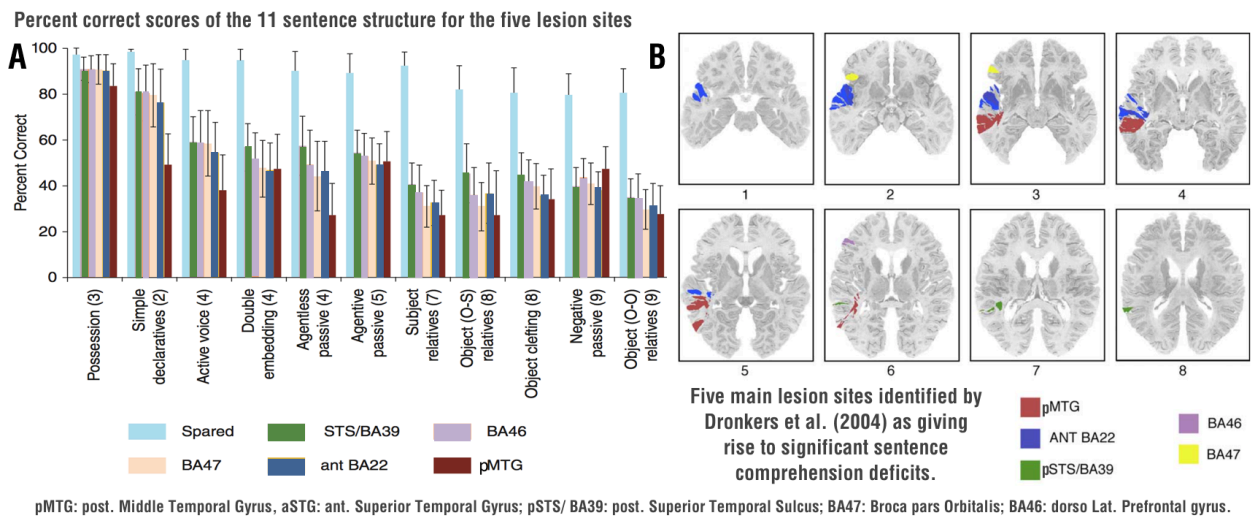 Percent correct scores of the 11 sentence structure for the five lesion sites
A
100
80
60
40
20
0
Percent Correct
Possession (3)
Simple
declaratives (2)
Active voice (4)
Double
embedding (4)
Agentless
passive (4)
Agentive
passive (5)
Subject
relatives (7)
Object (O-S)
relatives (8)
Object clefting (8)
Negative
passive (9)
Object (O-O)
relatives (9)
Spared
STS/BA39
BA46
BA47
ant BA22
pMTG
B
1
2
3
4
5
6
7
8
Five main lesion sites identified by
Dronkers et al. (2004) as giving
rise to significant sentence
comprehension deficits.
pMTG
ANT BA22
pSTS/BA39
BA46
BA47
pMTG: post. Middle Temporal Gyrus, aSTG: ant. Superior Temporal Gyrus; pSTS/ BA39: post. Superior Temporal Sulcus; BA47: Broca pars Orbitalis; BA46: dorso Lat. Prefrontal gyrus.